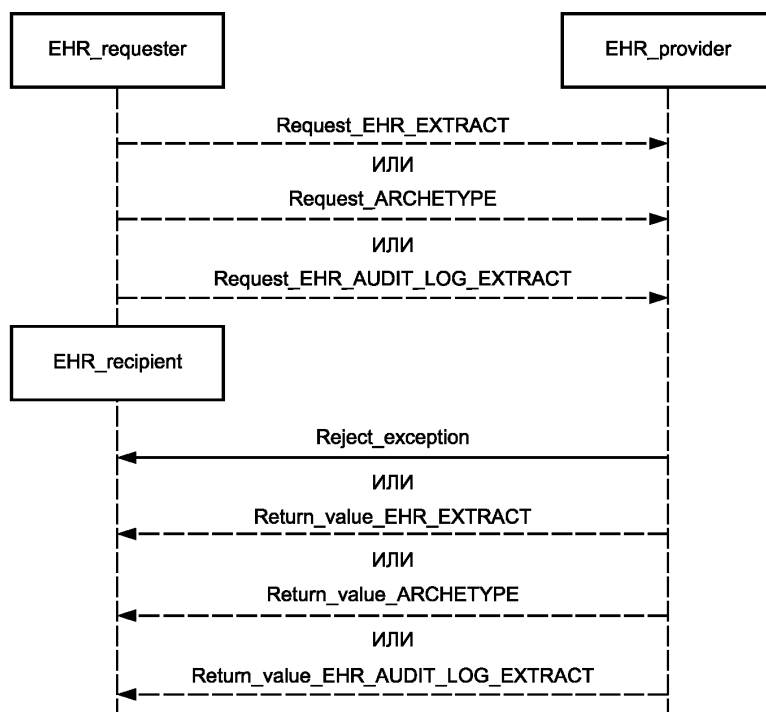 EHR_requester
EHR_provider
Request_EHR_EXTRACT
ИЛИ
Request_ARCHETYPE
ИЛИ
Request_EHR_AUDIT_LOG_EXTRACT
EHR_recipient
Reject_exception
ИЛИ
Return_value_EHR_EXTRACT
ИЛИ
Return_value_ARCHETYPE
ИЛИ
Return_value_EHR_AUDIT_LOG_EXTRACT